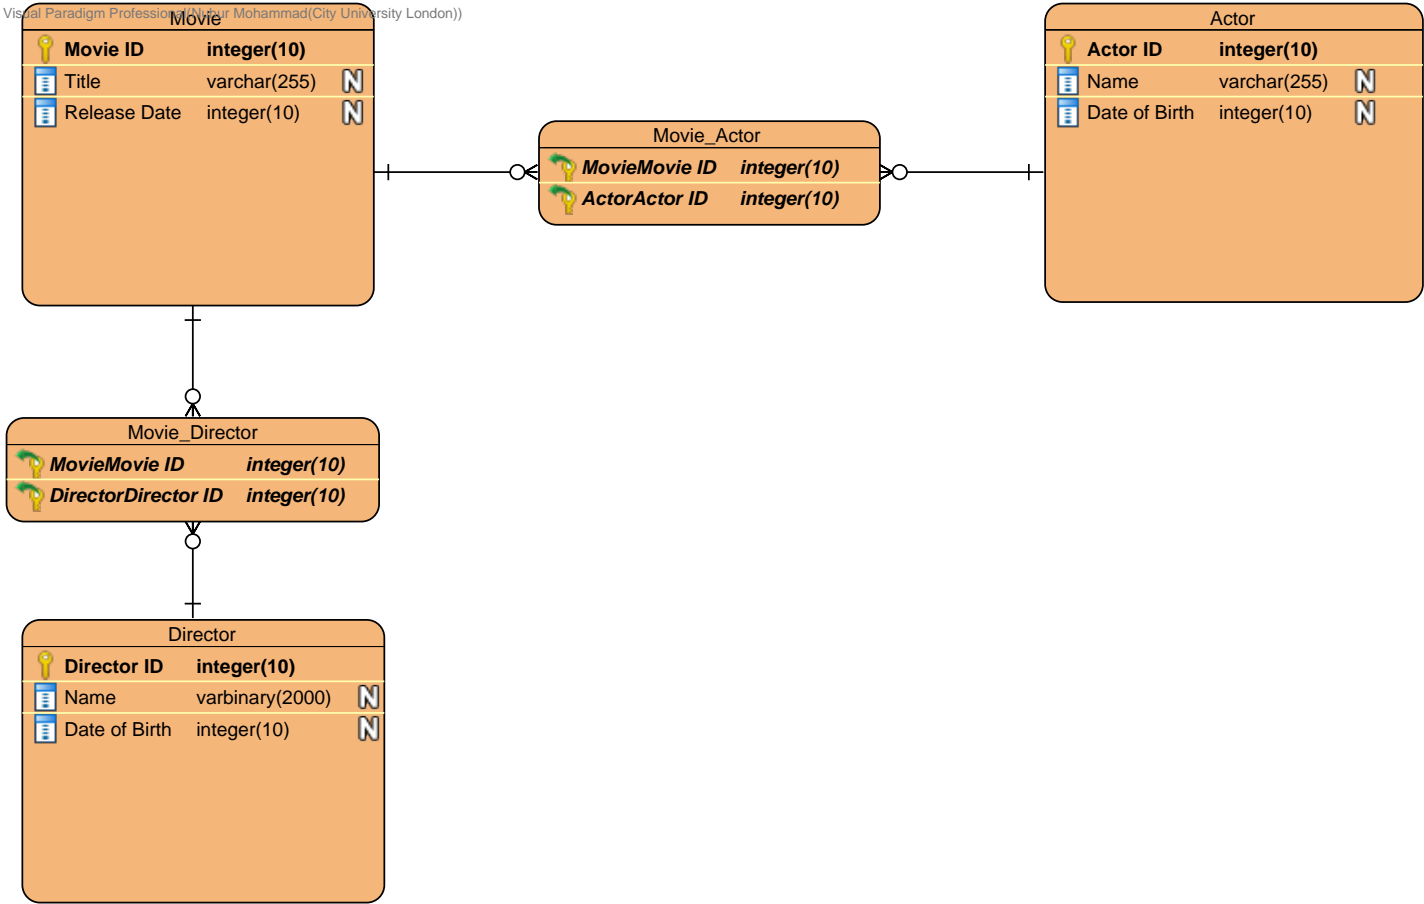 Visual Paradigm Professional(Nubur Mohammad(City University London))
Movie
Movie ID integer(10)
Title varchar(255) N
Release Date integer(10) N
Actor
Actor ID integer(10)
Name varchar(255) N
Date of Birth integer(10) N
Movie_Actor
MovieMovie ID integer(10)
ActorActor ID integer(10)
Movie_Director
MovieMovie ID integer(10)
DirectorDirector ID integer(10)
Director
Director ID integer(10)
Name varbinary(2000) N
Date of Birth integer(10) N